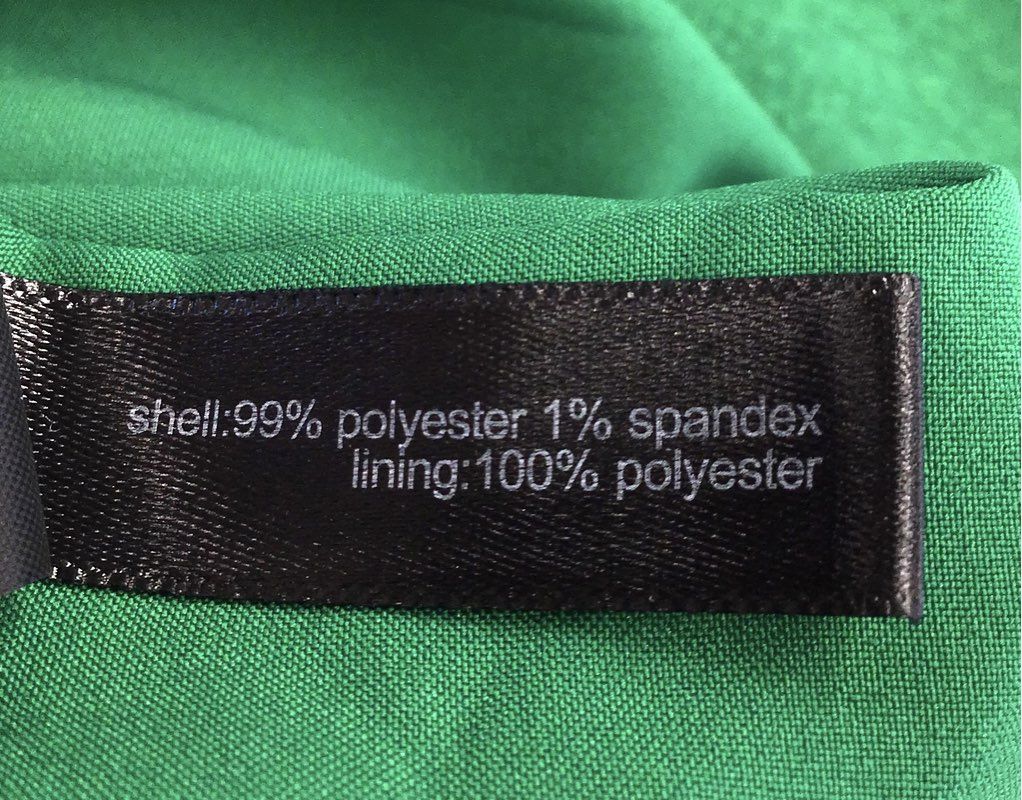 shell:99% polyester 1% spandex
lining:100% polyester